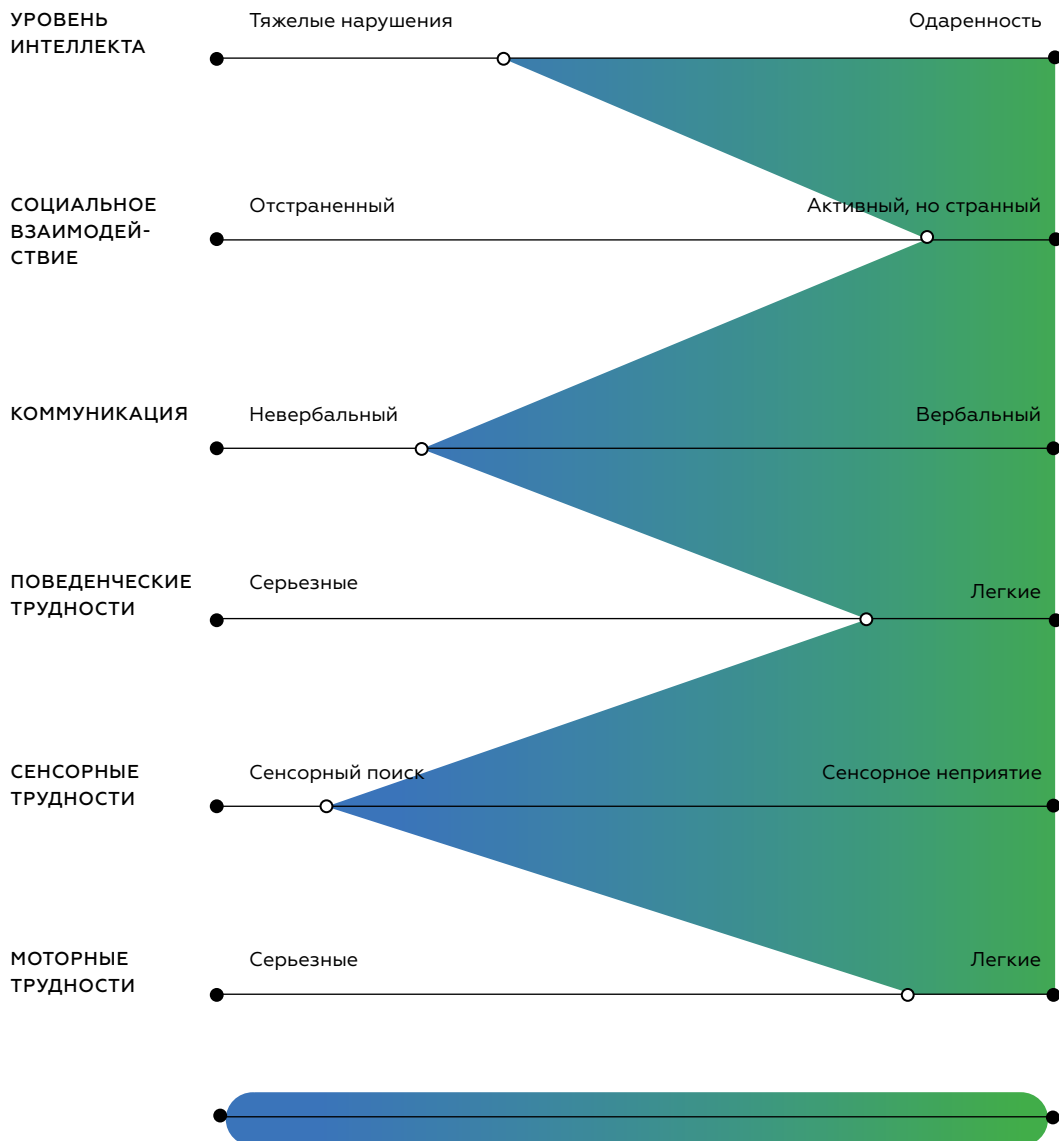 УРОВЕНЬ
ИНТЕЛЛЕКТА
Тяжелые нарушения
Одаренность
СОЦИАЛЬНОЕ
ВЗАИМОДЕЙ-
СТВИЕ
Отстраненный
Активный, но странный
КОММУНИКАЦИЯ
Невербальный
Вербальный
ПОВЕДЕНЧЕСКИЕ
ТРУДНОСТИ
Серьезные
Легкие
СЕНСОРНЫЕ
ТРУДНОСТИ
Сенсорный поиск
Сенсорное неприятие
МОТОРНЫЕ
ТРУДНОСТИ
Серьезные
Легкие